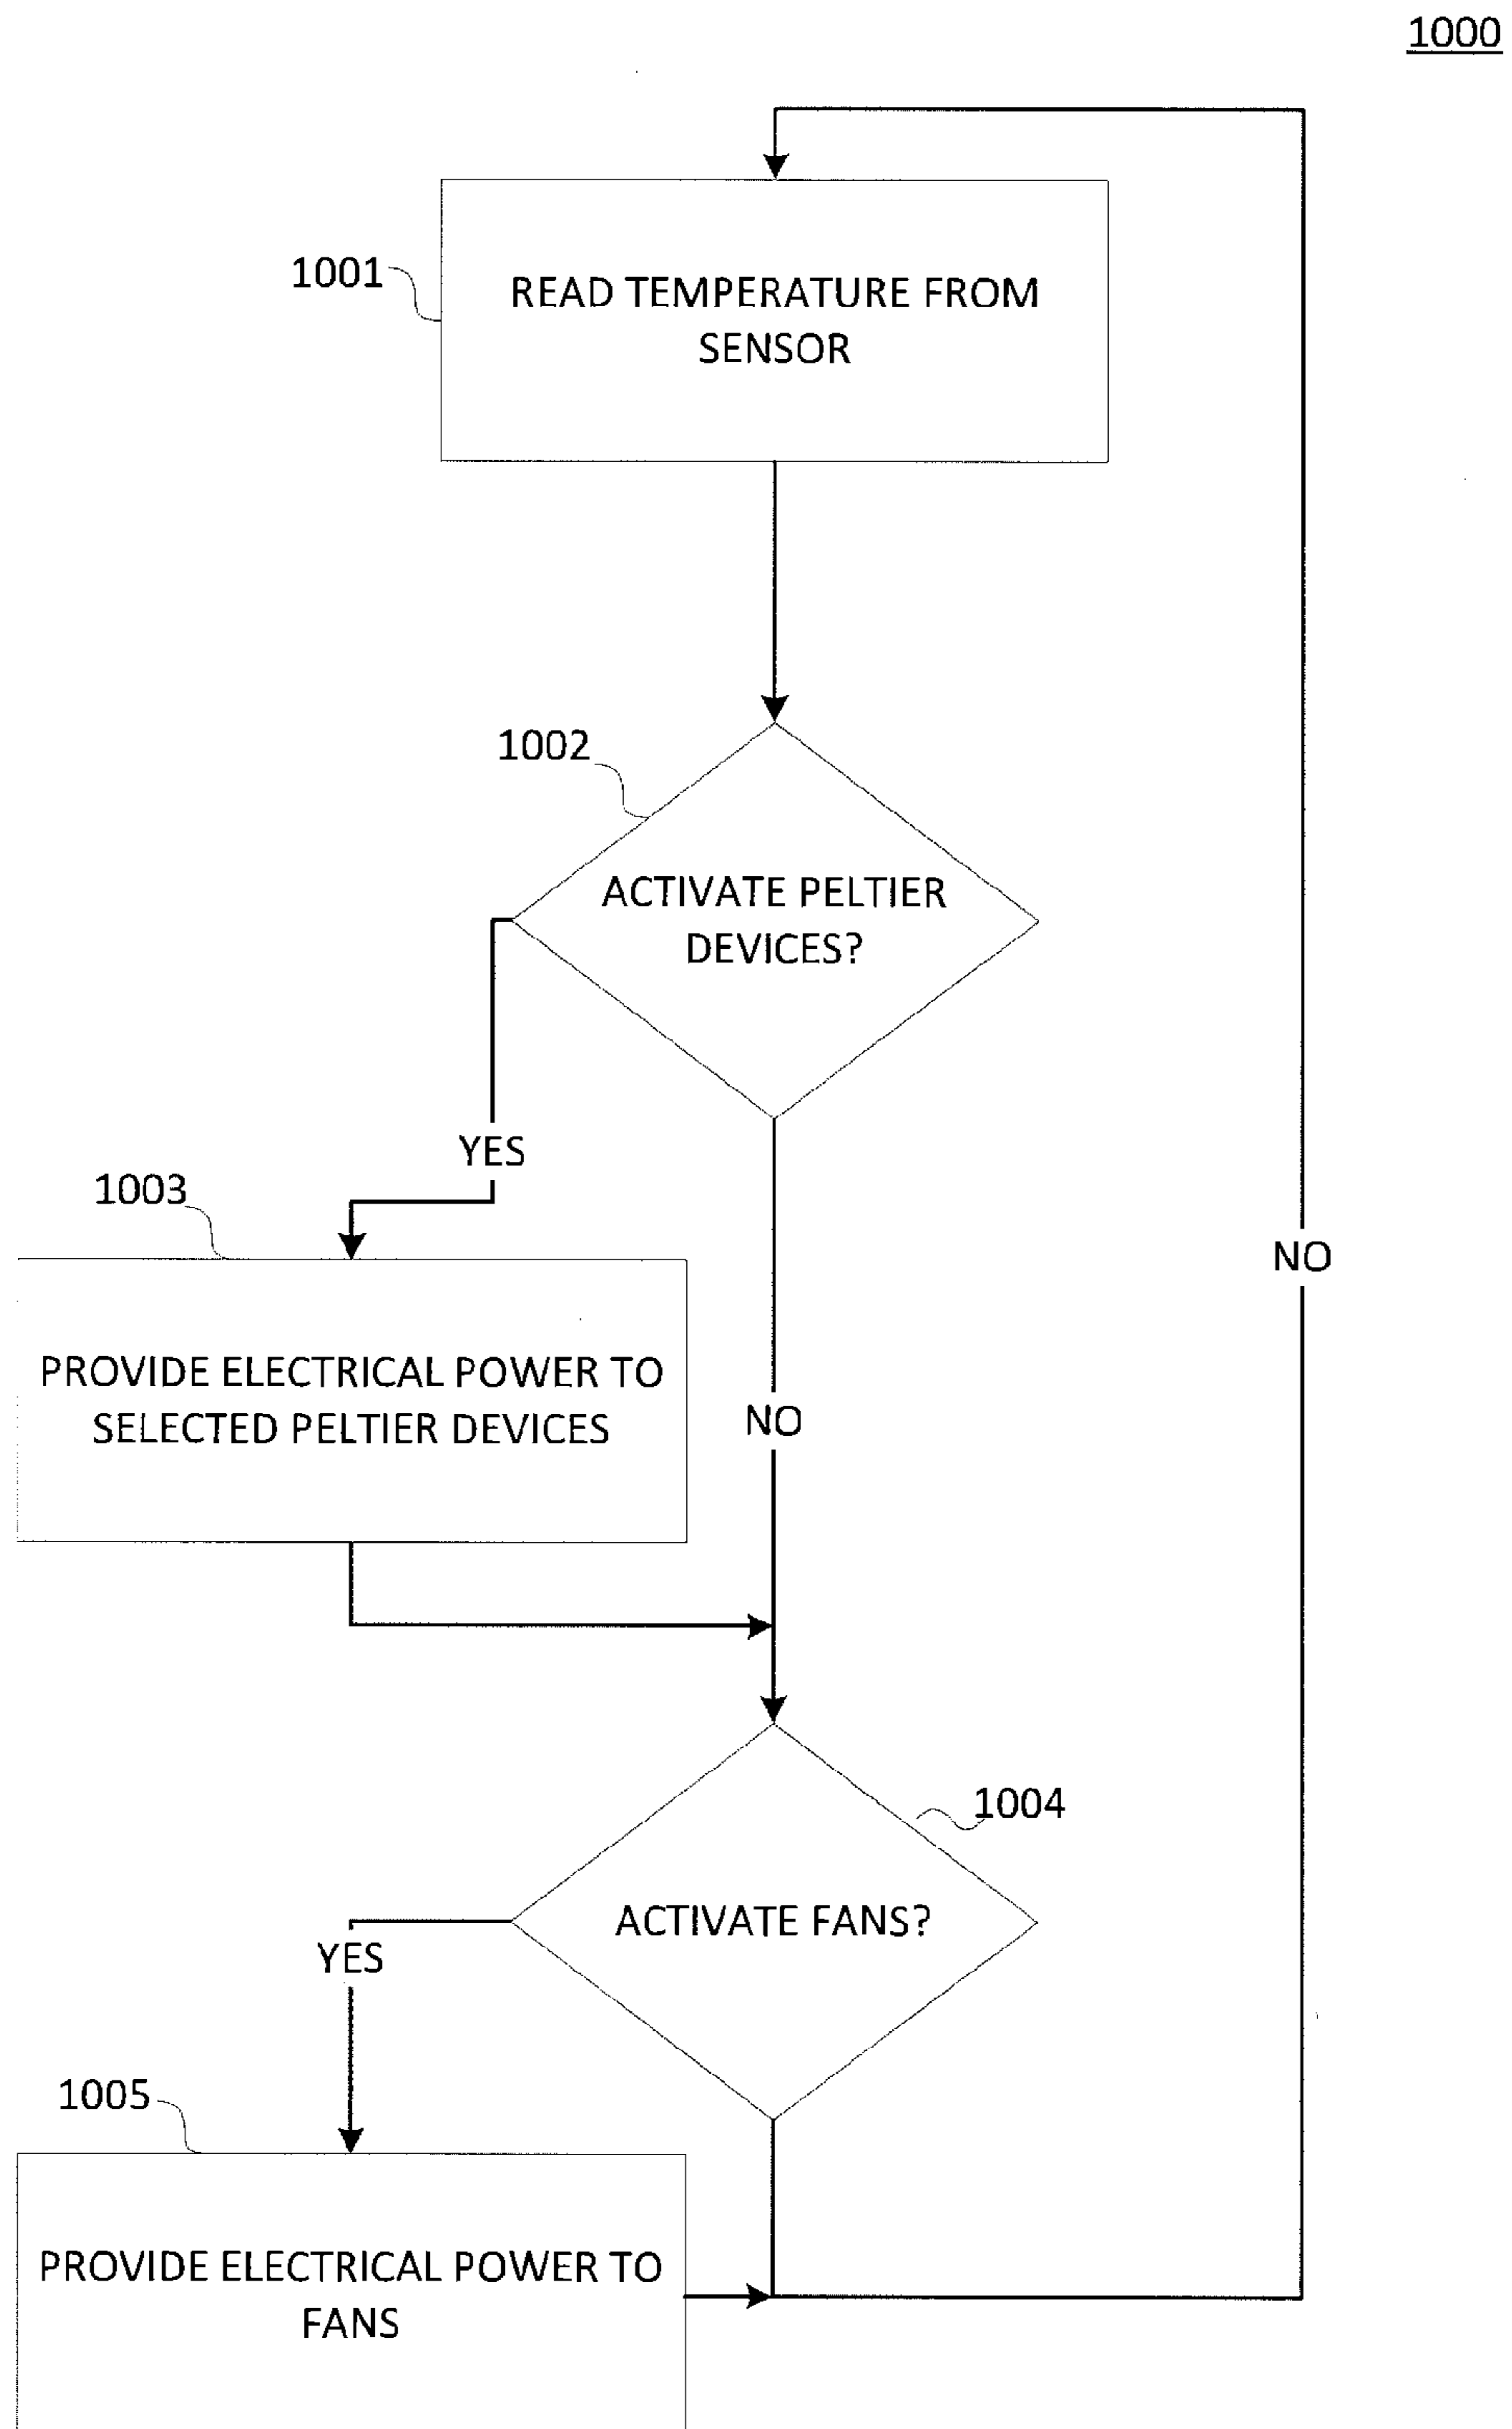 1000
1001
READ TEMPERATURE FROM
SENSOR
1002
ACTIVATE PELTIER
DEVICES?
YES
1003
NO
PROVIDE ELECTRICAL POWER TO
SELECTED PELTIER DEVICES
NO
1004
ACTIVATE FANS?
YES
1005
PROVIDE ELECTRICAL POWER TO
FANS